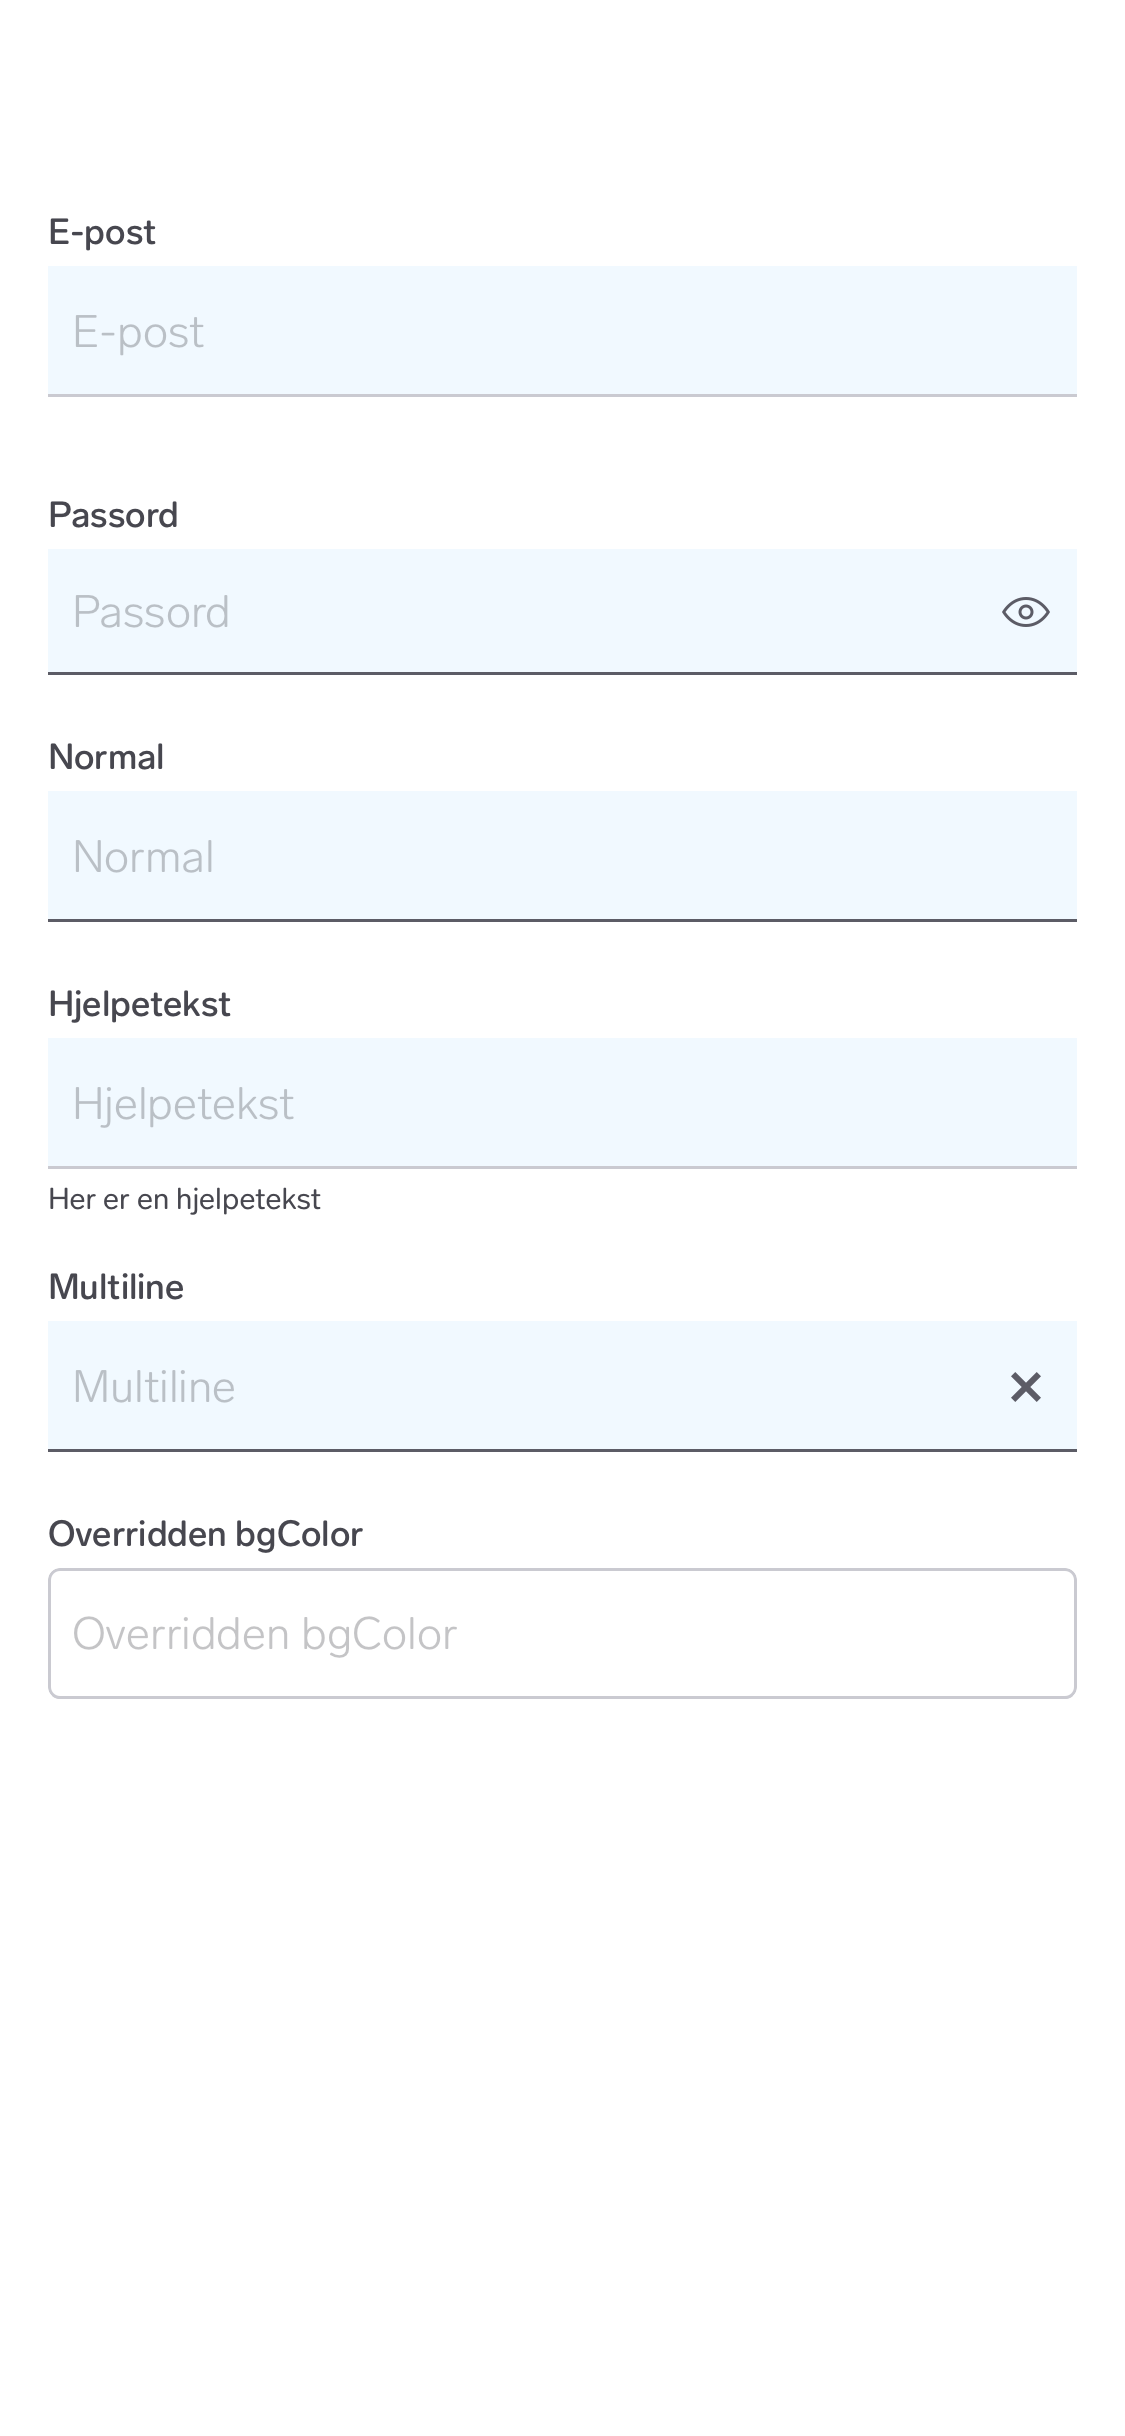 E-post
E-post
Passord
Passord
Normal
Normal
Hjelpetekst
Hjelpetekst
Her er en hjelpetekst
Multiline
Multiline
Overridden bgColor
Overridden bgColor